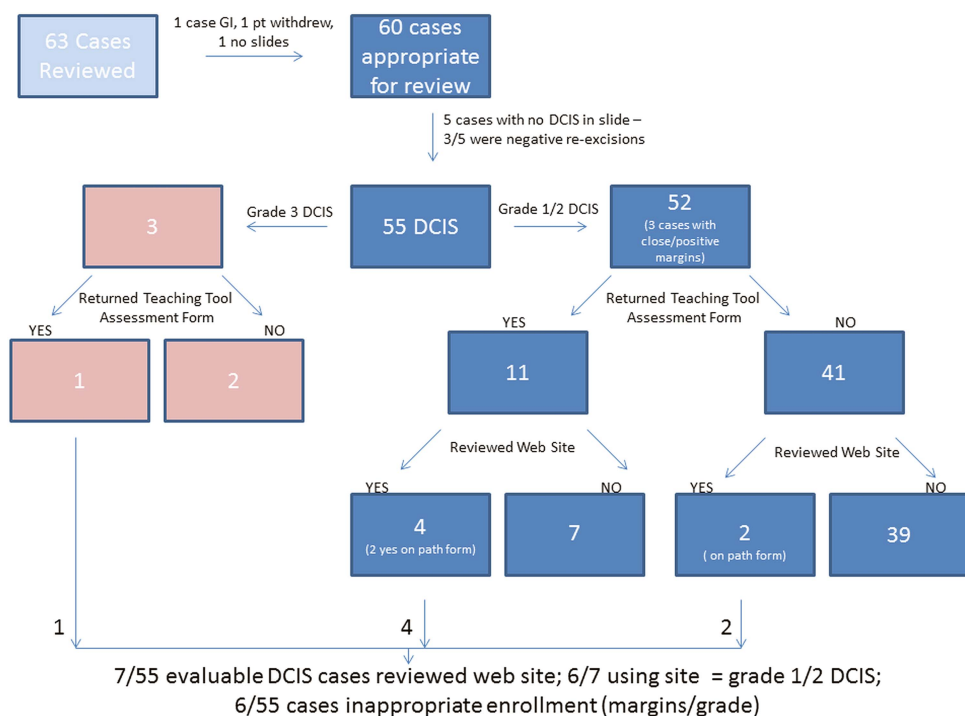 63 Cases
Reviewed
1 case GI, 1 pt withdrew,
1 no slides
60 cases
appropriate
for review
5 cases with no DCIS in slide –
3/5 were negative re-excisions
3
Grade 3 DCIS
55 DCIS
Grade 1/2 DCIS
52
(3 cases with
close/positive
margins)
Returned Teaching Tool
Assessment Form
YES
NO
1
2
Returned Teaching Tool
Assessment Form
YES
NO
11
41
Reviewed Web Site
YES
NO
4
(2 yes on path form)
7
Reviewed Web Site
YES
NO
2
( on path form)
39
1
4
2
7/55 evaluable DCIS cases reviewed web site; 6/7 using site = grade 1/2 DCIS;
6/55 cases inappropriate enrollment (margins/grade)